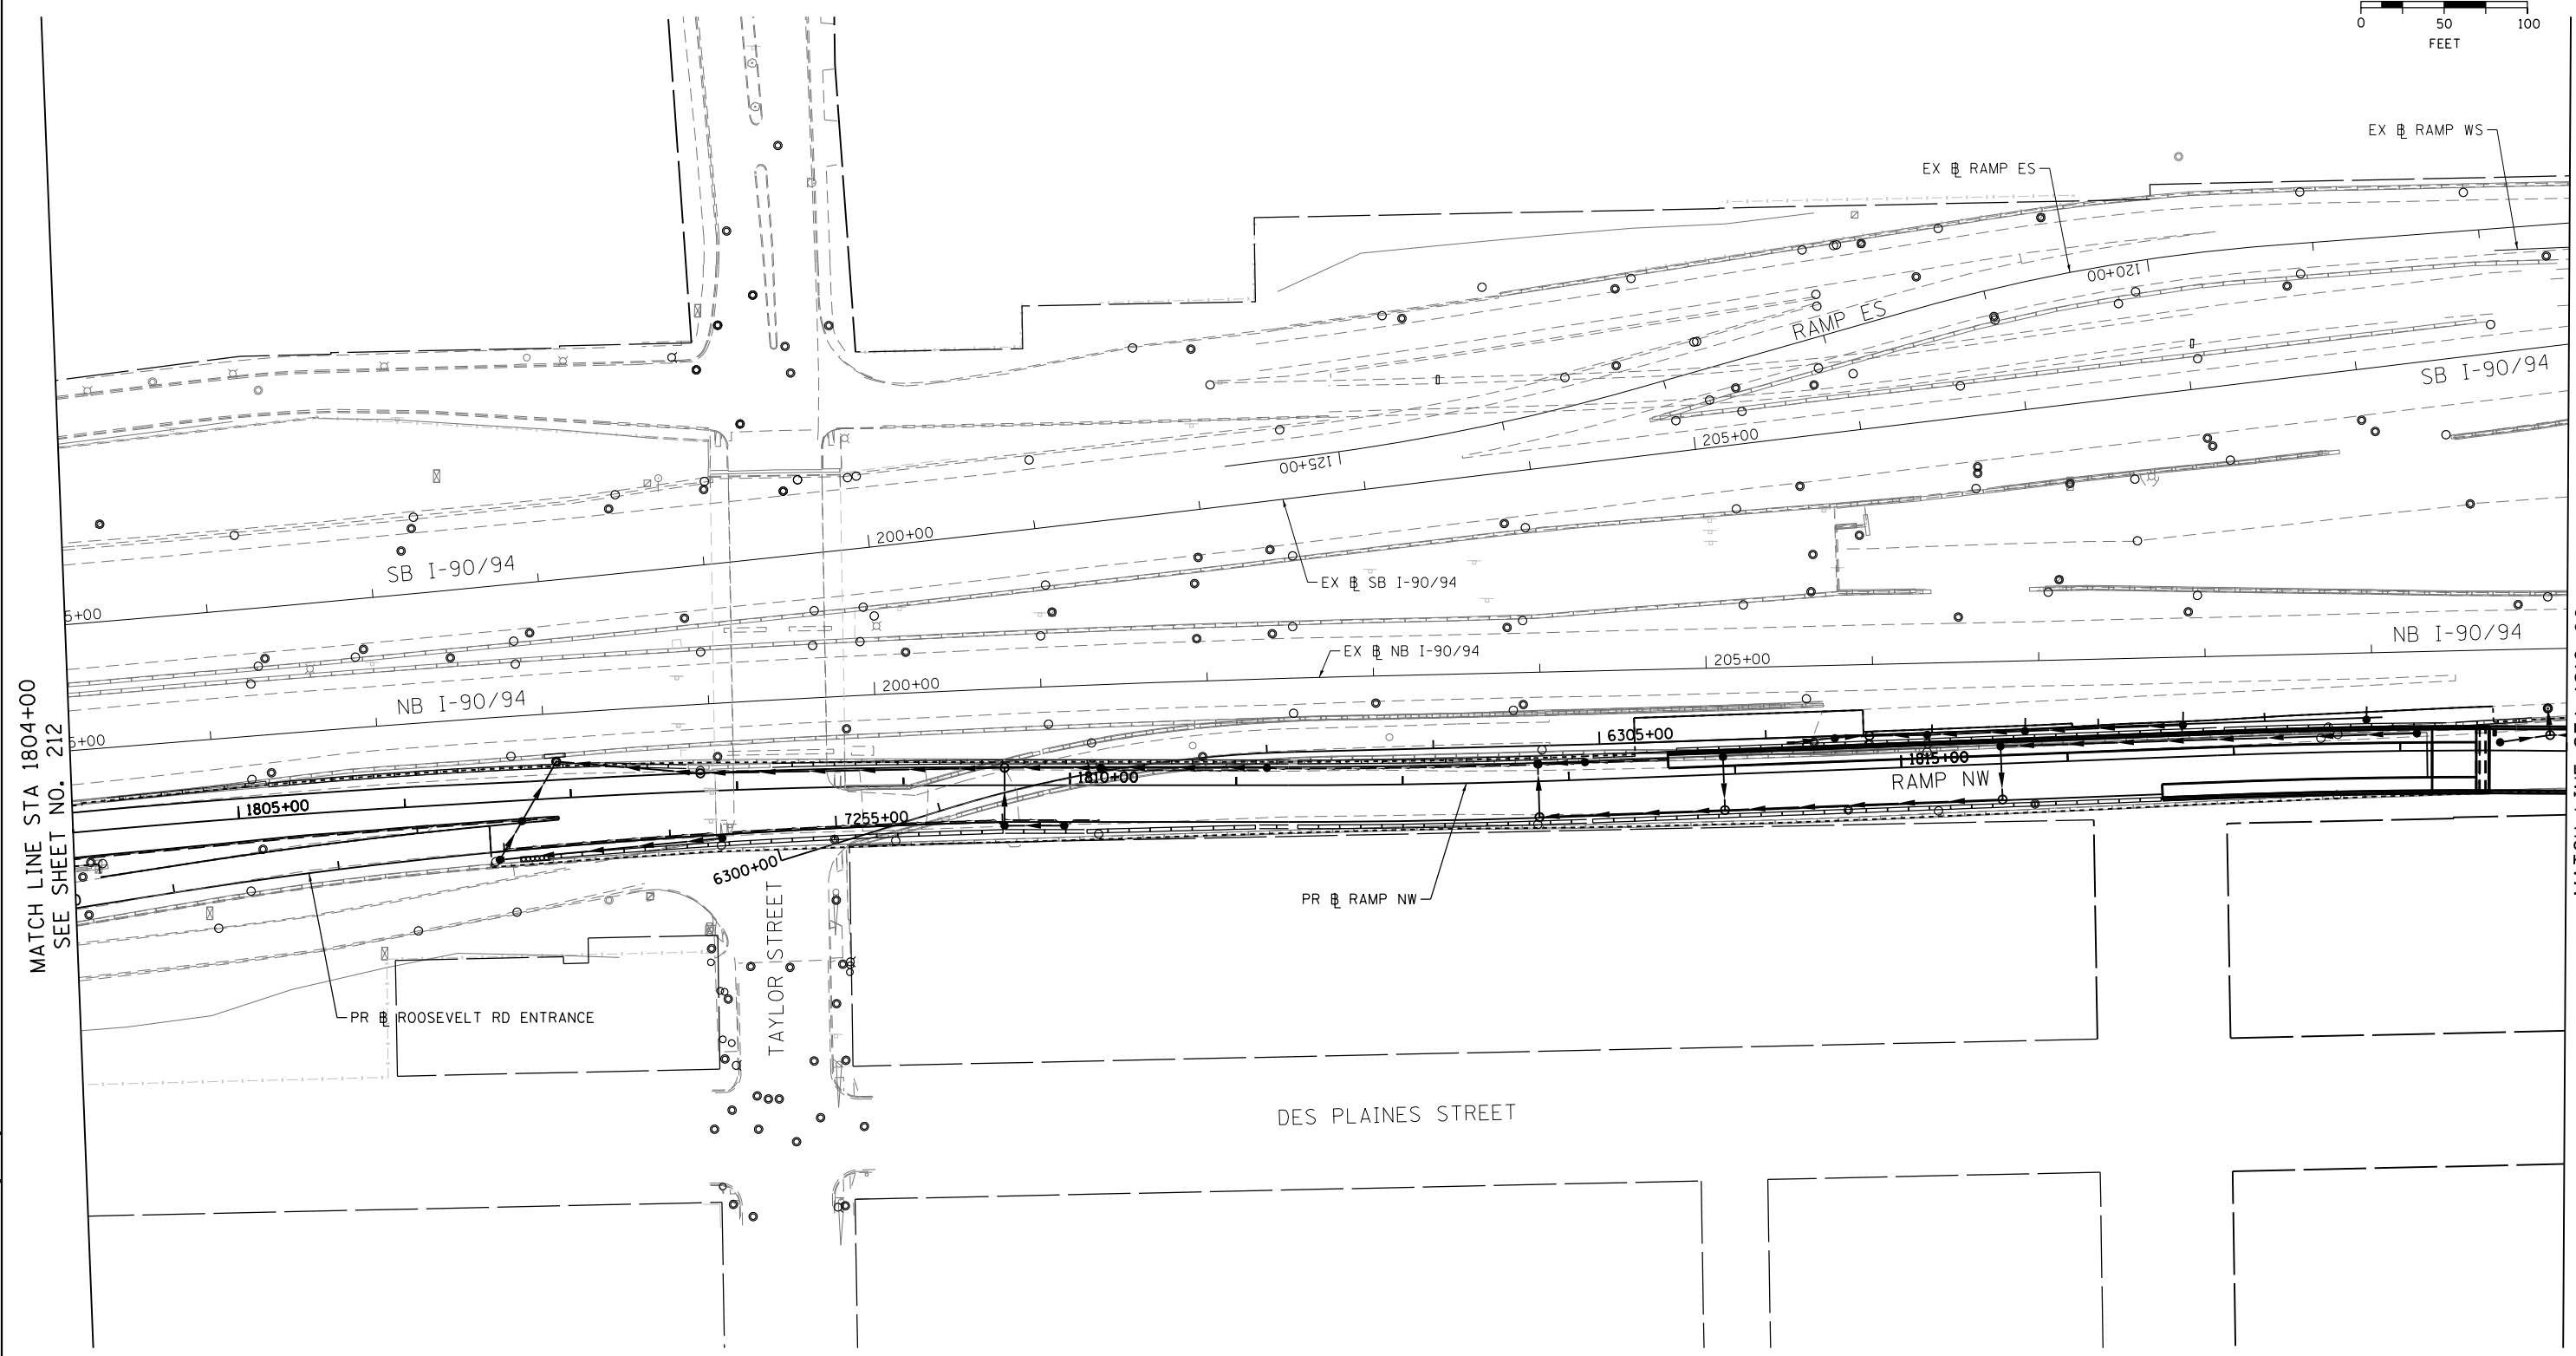 0 50 100
FEET
EX ℄ RAMP WS
EX ℄ RAMP ES
120+00
RAMP ES
SB I-90/94
205+00
125+00
200+00
SB I-90/94
EX ℄ SB I-90/94
5+00
NB I-90/94
EX ℄ NB I-90/94
205+00
200+00
NB I-90/94
5+00
6305+00
1815+00
1810+00
RAMP NW
1805+00
7255+00
6300+00
MATCH LINE STA 1804+00
SEE SHEET NO. 212
PR ℄ RAMP NW
TAYLOR STREET
PR ℄ ROOSEVELT RD ENTRANCE
DES PLAINES STREET